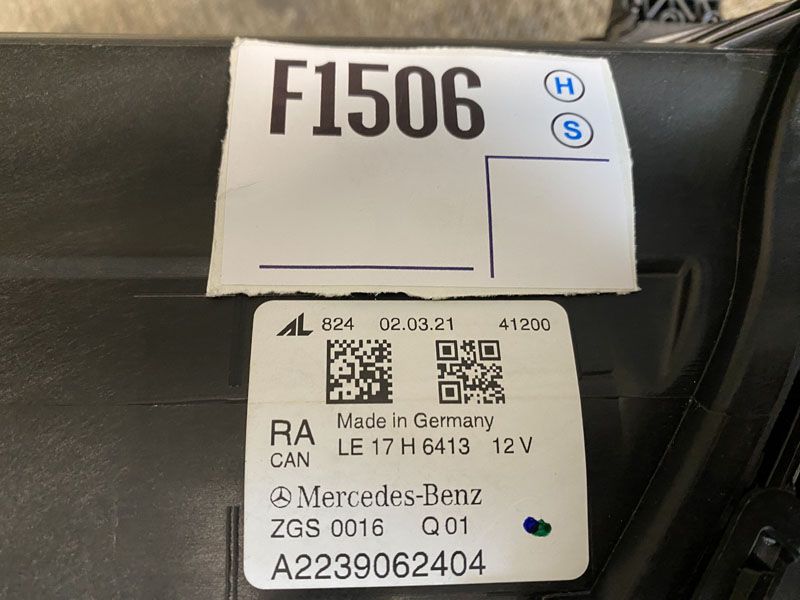 F1506
H
S
AL 824 02.03.21 41200
Made in Germany
RA LE 17 H 6413 12 V
CAN
Mercedes-Benz
ZGS 0016 Q 01
A2239062404